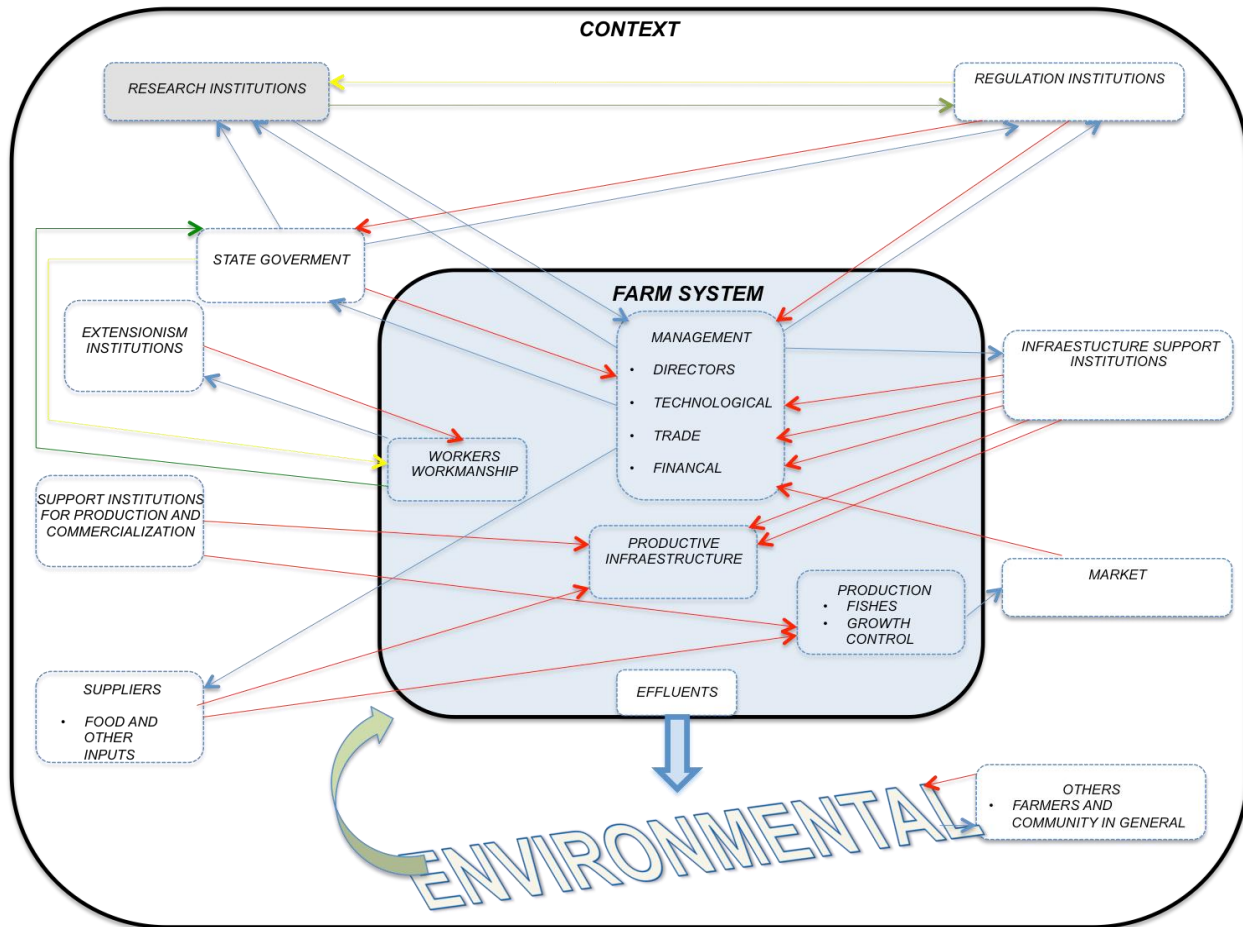 CONTEXT
RESEARCH INSTITUTIONS
REGULATION INSTITUTIONS
STATE GOVERMENT
FARM SYSTEM
EXTENSIONISM
INSTITUTIONS
MANAGEMENT
• DIRECTORS
• TECHNOLOGICAL
• TRADE
• FINANCAL
INFRAESTUCTURE SUPPORT
INSTITUTIONS
WORKERS
WORKMANSHIP
SUPPORT INSTITUTIONS
FOR PRODUCTION AND
COMMERCIALIZATION
PRODUCTIVE
INFRAESTRUCTURE
PRODUCTION
• FISHES
• GROWTH
CONTROL
MARKET
SUPPLIERS
• FOOD AND
OTHER
INPUTS
EFFLUENTS
ENVIRONMENTAL
OTHERS
• FARMERS AND
COMMUNITY IN GENERAL